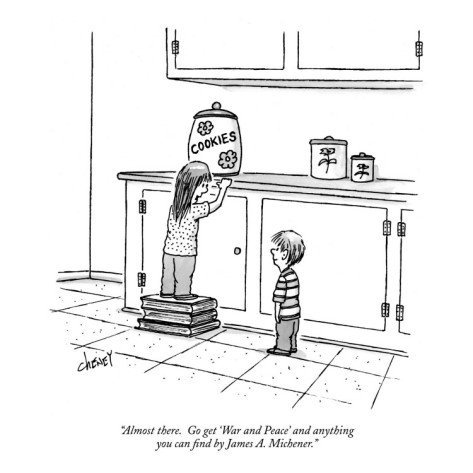 COOKIES
CHENEY
“Almost there. Go get ‘War and Peace’ and anything
you can find by James A. Michener.”